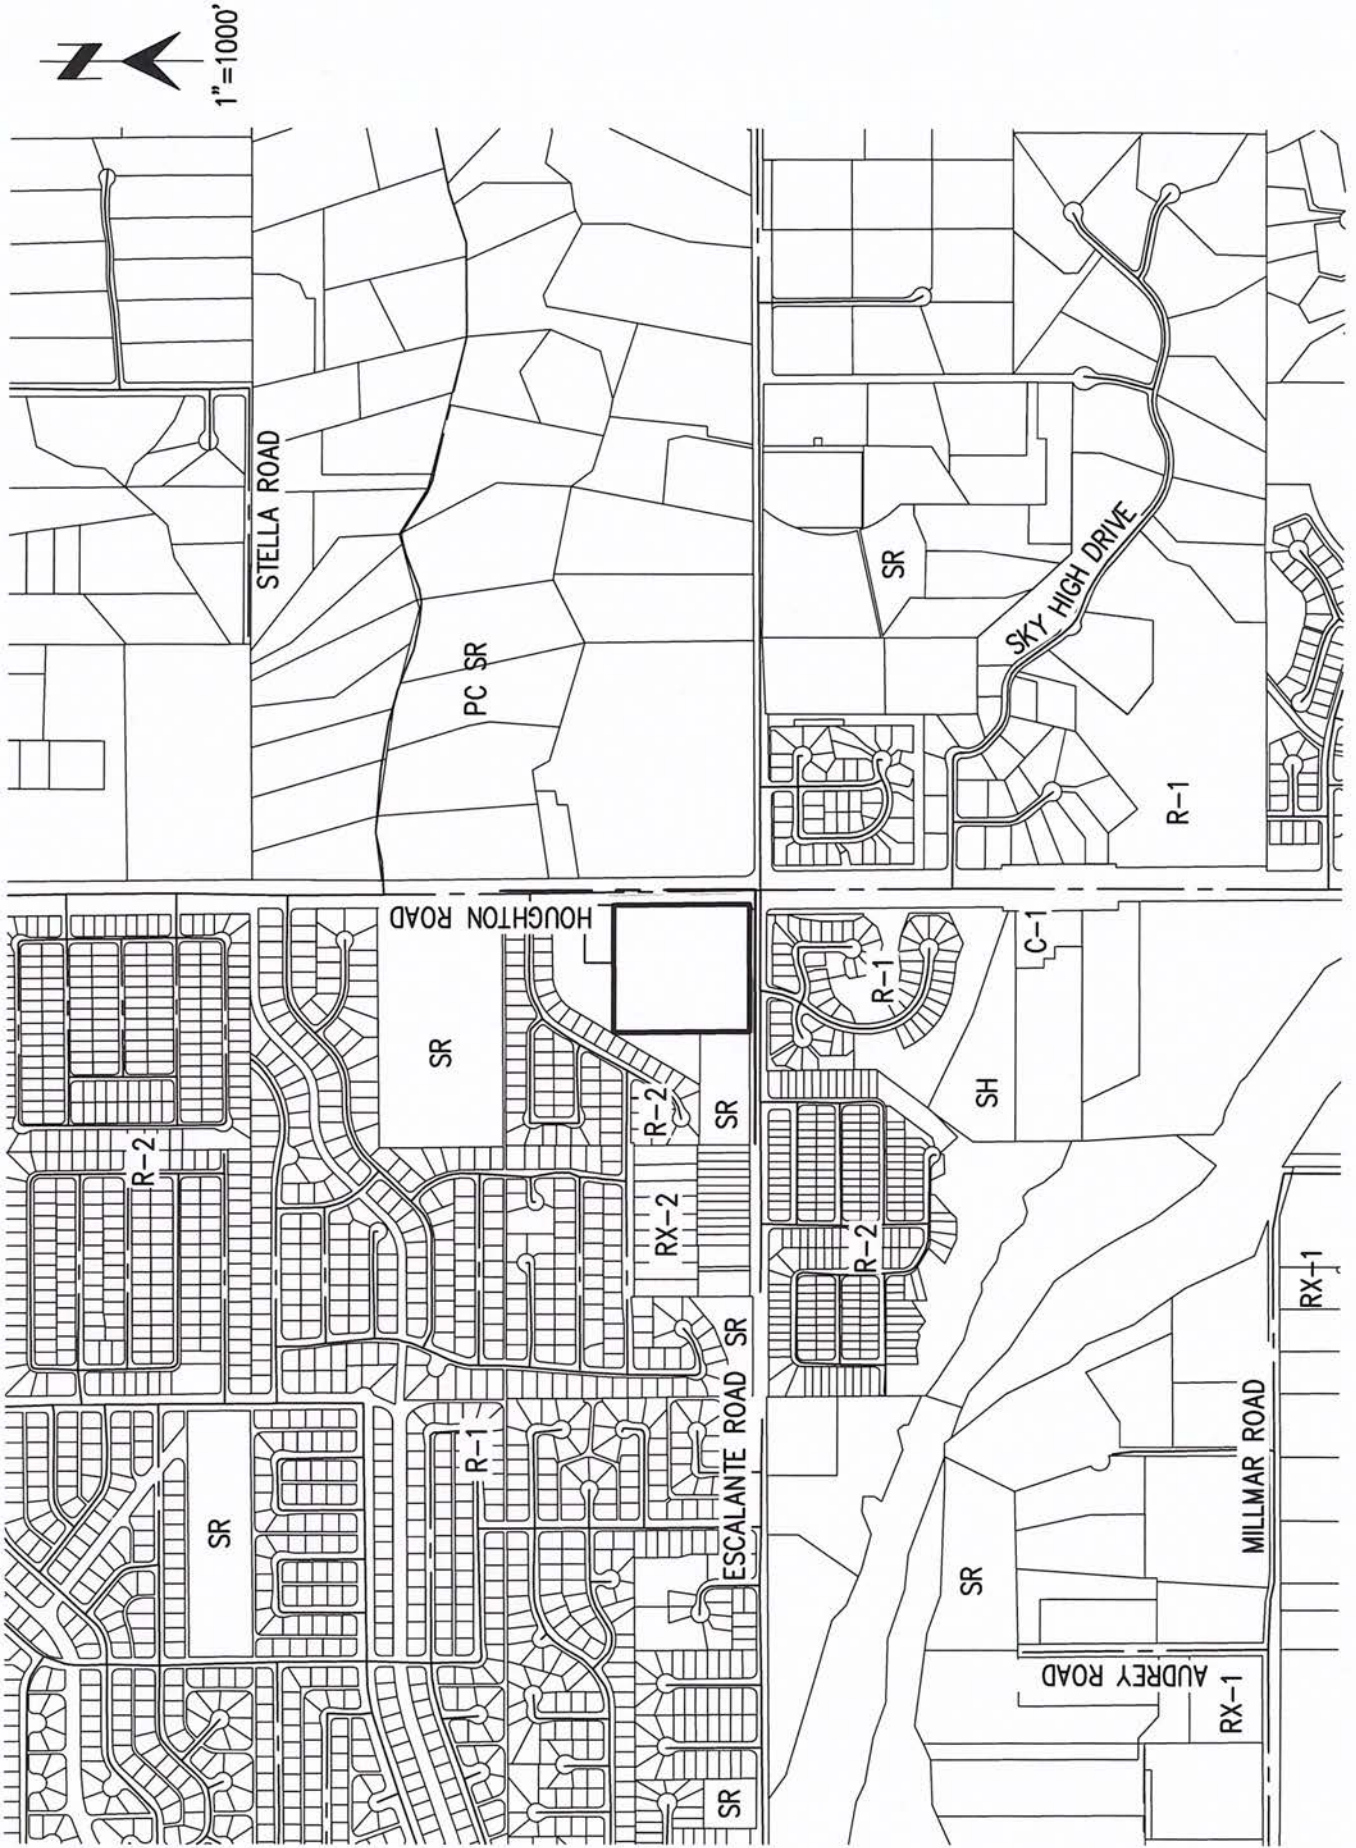 N
1"=1000'
STELLA ROAD
PC SR
SR
SKY HIGH DRIVE
R-1
HOUGHTON ROAD
R-2
SR
R-2
SR
RX-2
SR
ESCALANTE ROAD
R-1
C-1
SH
R-2
R-1
SR
SR
SR
MILLMAR ROAD
AUDREY ROAD
RX-1
RX-1